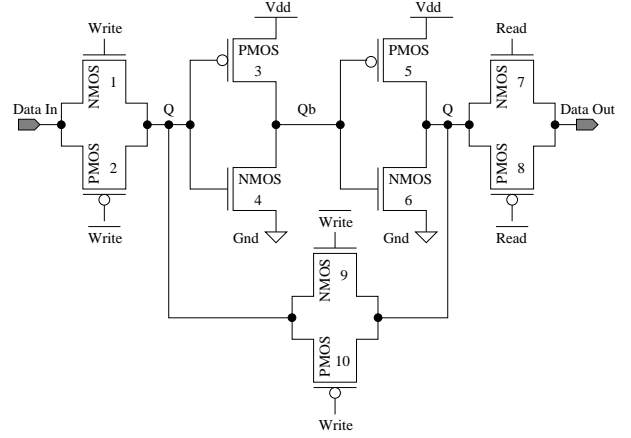 Vdd
Vdd
Write
PMOS
PMOS
Read
NMOS
1
3
5
NMOS
7
Data In
Q
Qb
Q
Data Out
PMOS
2
NMOS
4
NMOS
6
PMOS
8
Write
Gnd
Write
Gnd
Read
NMOS
9
PMOS
10
Write